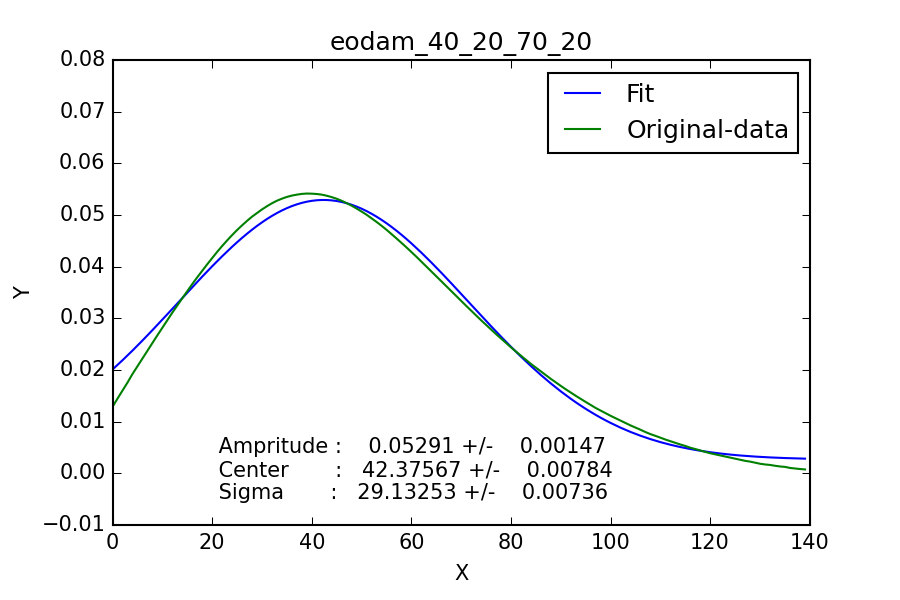 eodam_40_20_70_20
Fit
Original-data
0.08
0.07
0.06
0.05
0.04
0.03
0.02
0.01
0.00
−0.01
Y
Ampritude : 0.05291 +/- 0.00147
Center : 42.37567 +/- 0.00784
Sigma : 29.13253 +/- 0.00736
0 20 40 60 80 100 120 140
X